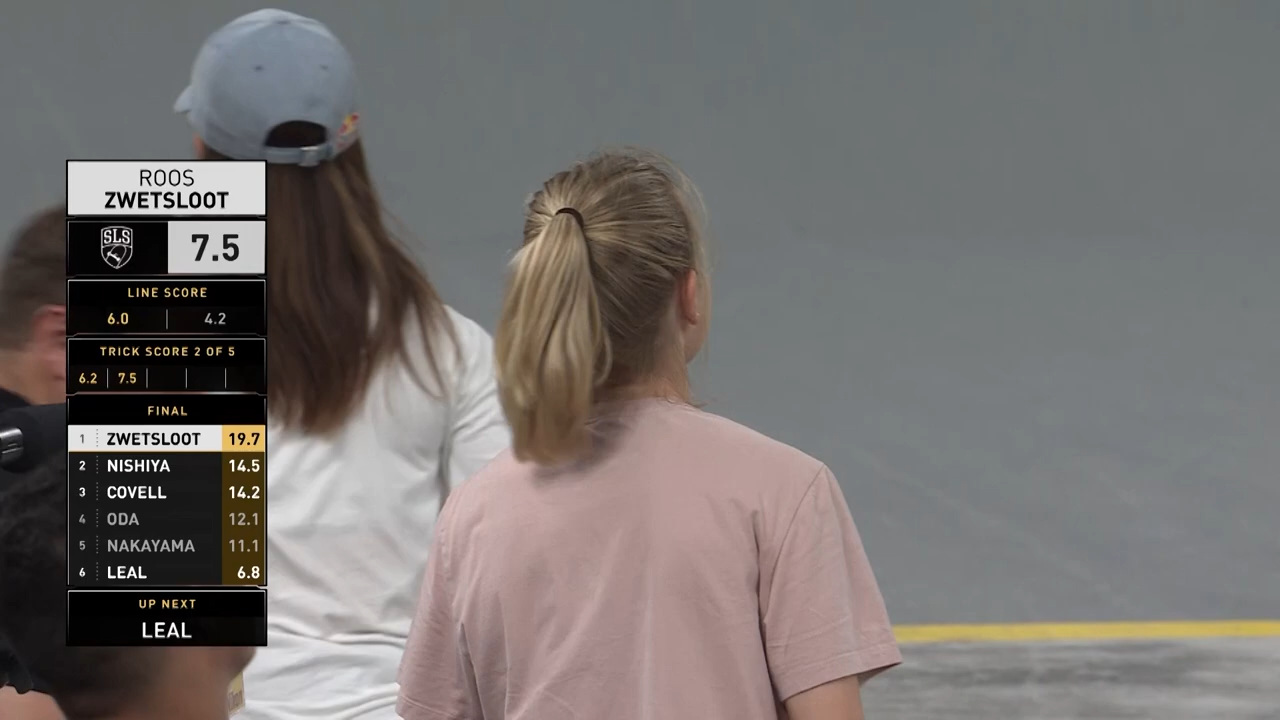 ROOS
ZWETSLOOT
SLS 7.5
LINE SCORE
6.0 4.2
TRICK SCORE 2 OF 5
6.2 7.5
FINAL
1 ZWETSLOOT 19.7
2 NISHIYA 14.5
3 COVELL 14.2
4 ODA 12.1
5 NAKAYAMA 11.1
6 LEAL 6.8
UP NEXT
LEAL